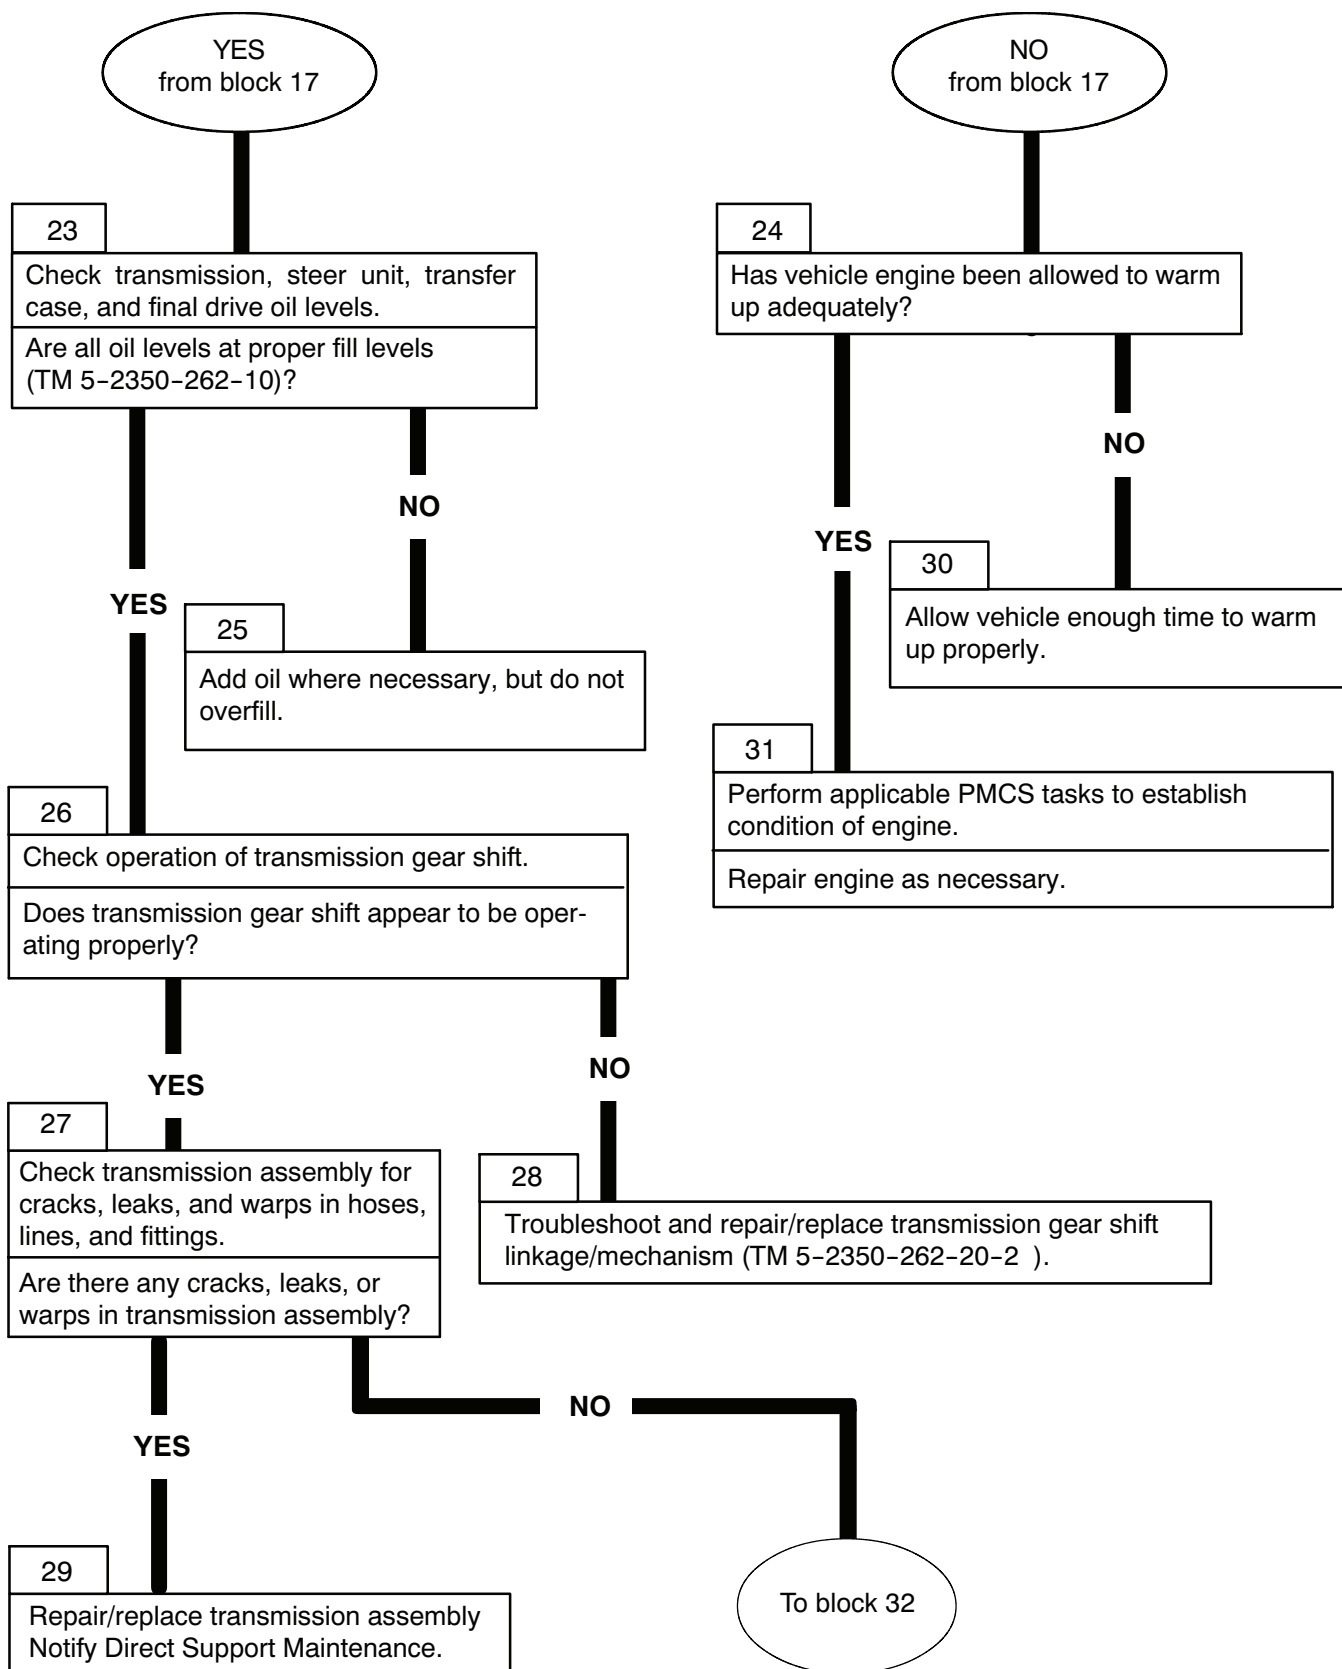 YES
from block 17
NO
from block 17
23
Check transmission, steer unit, transfer
case, and final drive oil levels.
Are all oil levels at proper fill levels
(TM 5-2350-262-10)?
24
Has vehicle engine been allowed to warm
up adequately?
NO
NO
YES
YES
30
Allow vehicle enough time to warm
up properly.
25
Add oil where necessary, but do not
overfill.
31
Perform applicable PMCS tasks to establish
condition of engine.
Repair engine as necessary.
26
Check operation of transmission gear shift.
Does transmission gear shift appear to be oper-
ating properly?
YES
NO
27
Check transmission assembly for
cracks, leaks, and warps in hoses,
lines, and fittings.
Are there any cracks, leaks, or
warps in transmission assembly?
28
Troubleshoot and repair/replace transmission gear shift
linkage/mechanism (TM 5-2350-262-20-2 ).
NO
YES
29
Repair/replace transmission assembly
Notify Direct Support Maintenance.
To block 32